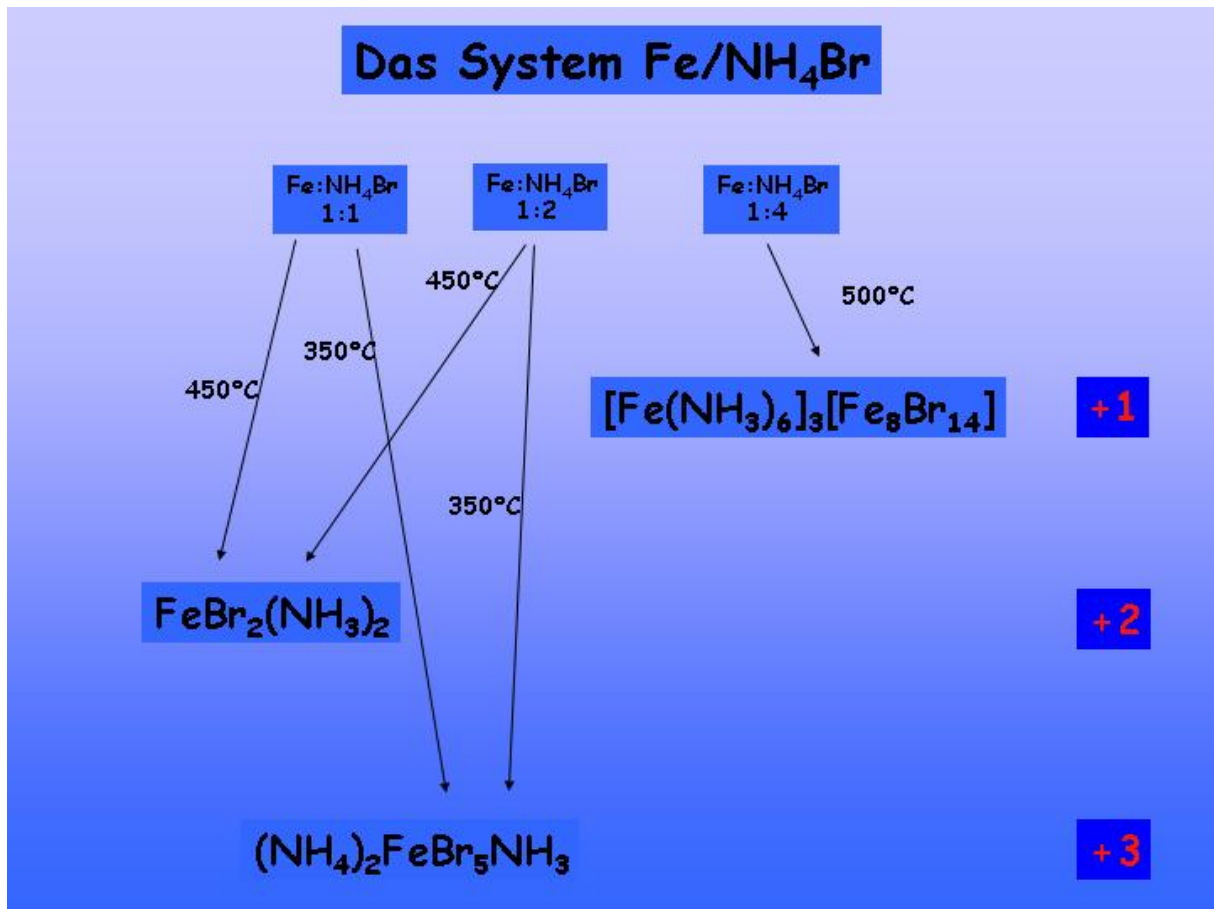 Das System Fe/NH₄Br
Fe:NH₄Br
1:1
Fe:NH₄Br
1:2
Fe:NH₄Br
1:4
450°C
500°C
350°C
450°C
[Fe(NH₃)₆]₃[Fe₈Br₁₄]
+1
350°C
FeBr₂(NH₃)₂
+2
(NH₄)₂FeBr₅NH₃
+3